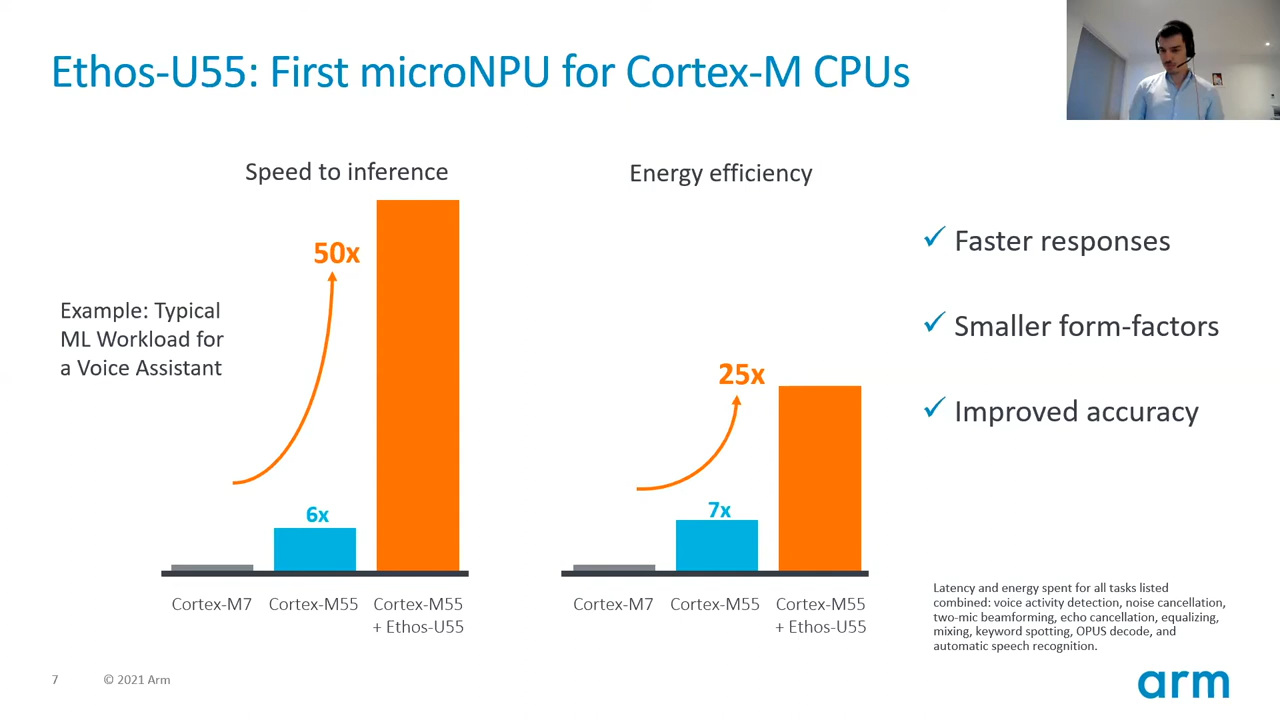 Ethos-U55: First microNPU for Cortex-M CPUs
Speed to inference
50x
Example: Typical
ML Workload for
a Voice Assistant
6x
Cortex-M7
Cortex-M55
Cortex-M55
+ Ethos-U55
Energy efficiency
25x
7x
Cortex-M7
Cortex-M55
Cortex-M55
+ Ethos-U55
✓ Faster responses
✓ Smaller form-factors
✓ Improved accuracy
Latency and energy spent for all tasks listed
combined: voice activity detection, noise cancellation,
two-mic beamforming, echo cancellation, equalizing,
mixing, keyword spotting, OPUS decode, and
automatic speech recognition.
7
© 2021 Arm
arm